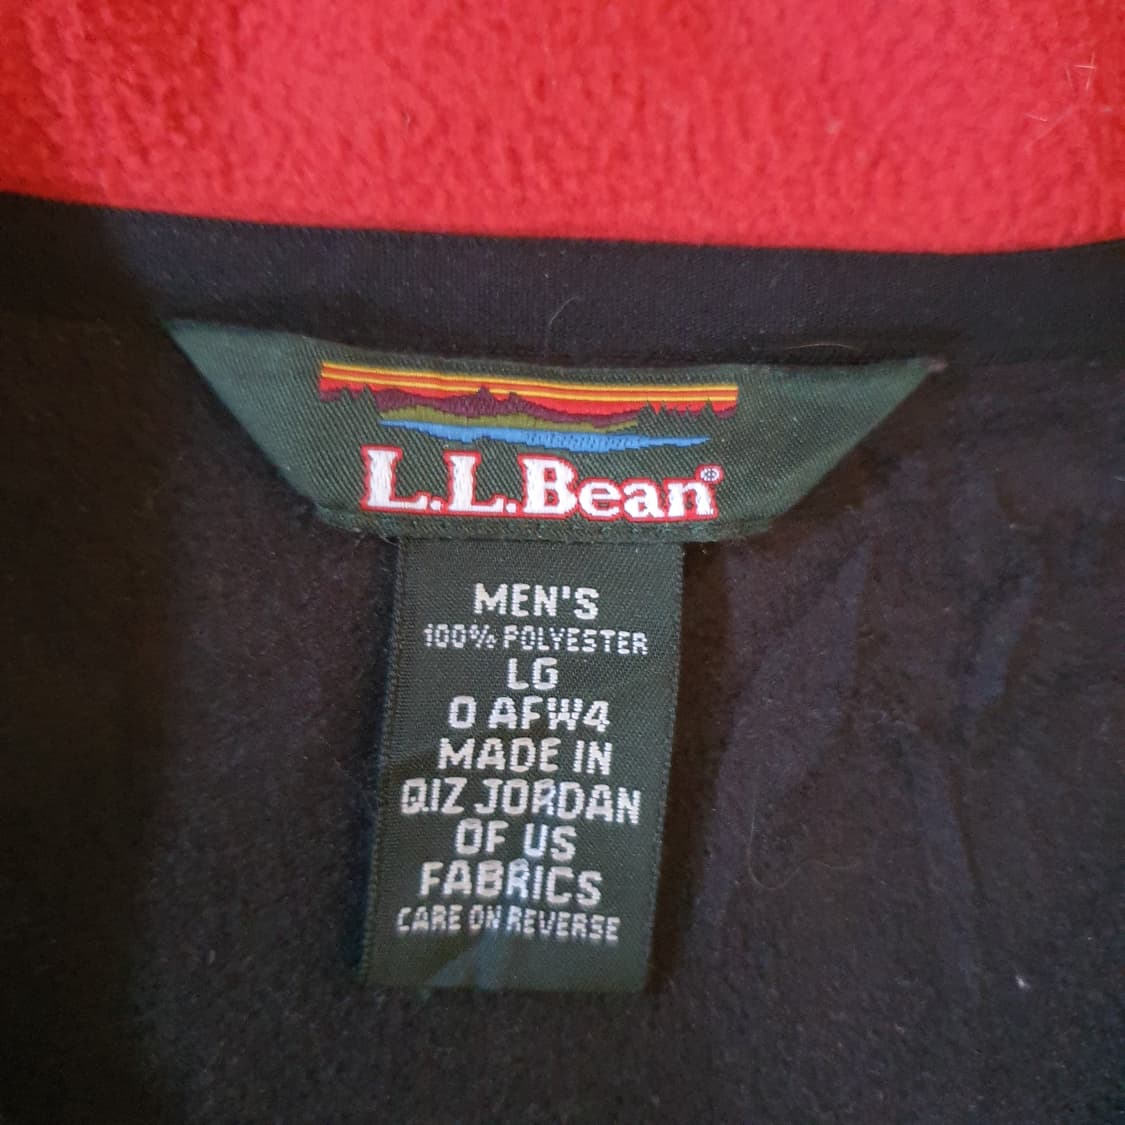 L.L.Bean®
MEN'S
100% POLYESTER
LG
0 AFW4
MADE IN
QIZ JORDAN
OF US
FABRICS
CARE ON REVERSE